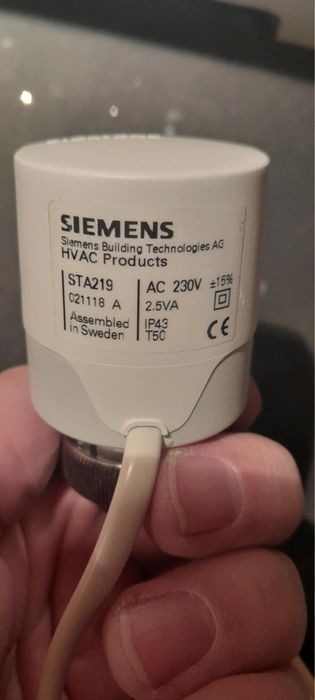 SIEMENS
Siemens Building Technologies AG
HVAC Products
STA219
021118 A
Assembled
in Sweden
AC 230V ±15%
2.5VA
IP43
T50
CE